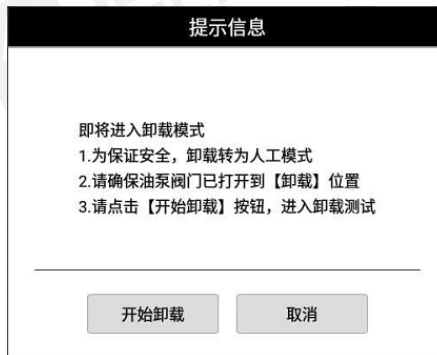 提示信息
即将进入卸载模式
1.为保证安全，卸载转为人工模式
2.请确保油泵阀门已打开到【卸载】位置
3.请点击【开始卸载】按钮，进入卸载测试
开始卸载
取消